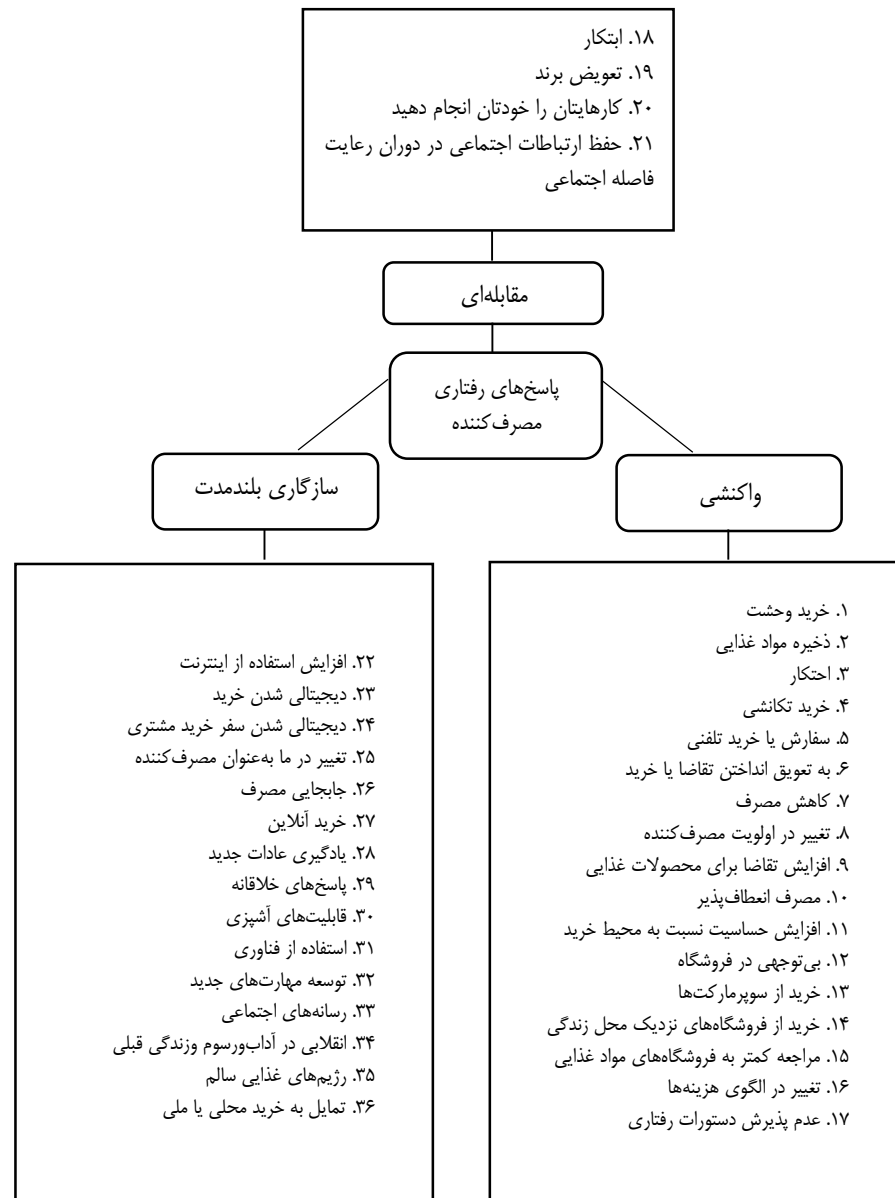 ۱۸. ابتکار
۱۹. تعویض برند
۲۰. کارهایتان را خودتان انجام دهید
۲۱. حفظ ارتباطات اجتماعی در دوران رعایت
فاصله اجتماعی
مقابله‌ای
پاسخ‌های رفتاری
مصرف‌کننده
واکنشی
سازگاری بلندمدت
۱. خرید وحشت
۲. ذخیره مواد غذایی
۳. احتکار
۴. خرید تکانشی
۵. سفارش یا خرید تلفنی
۶. به تعویق انداختن تقاضا یا خرید
۷. کاهش مصرف
۸. تغییر در اولویت مصرف‌کننده
۹. افزایش تقاضا برای محصولات غذایی
۱۰. مصرف انعطاف‌پذیر
۱۱. افزایش حساسیت نسبت به محیط خرید
۱۲. بی‌توجهی در فروشگاه
۱۳. خرید از سوپرمارکت‌ها
۱۴. خرید از فروشگاه‌های نزدیک محل زندگی
۱۵. مراجعه کمتر به فروشگاه‌های مواد غذایی
۱۶. تغییر در الگوی هزینه‌ها
۱۷. عدم پذیرش دستورات رفتاری
۲۲. افزایش استفاده از اینترنت
۲۳. دیجیتالی شدن خرید
۲۴. دیجیتالی شدن سفر خرید مشتری
۲۵. تغییر در ما به‌عنوان مصرف‌کننده
۲۶. جابجایی مصرف
۲۷. خرید آنلاین
۲۸. یادگیری عادات جدید
۲۹. پاسخ‌های خلاقانه
۳۰. قابلیت‌های آشپزی
۳۱. استفاده از فناوری
۳۲. توسعه مهارت‌های جدید
۳۳. رسانه‌های اجتماعی
۳۴. انقلابی در آداب‌ورسوم وزندگی قبلی
۳۵. رژیم‌های غذایی سالم
۳۶. تمایل به خرید محلی یا ملی